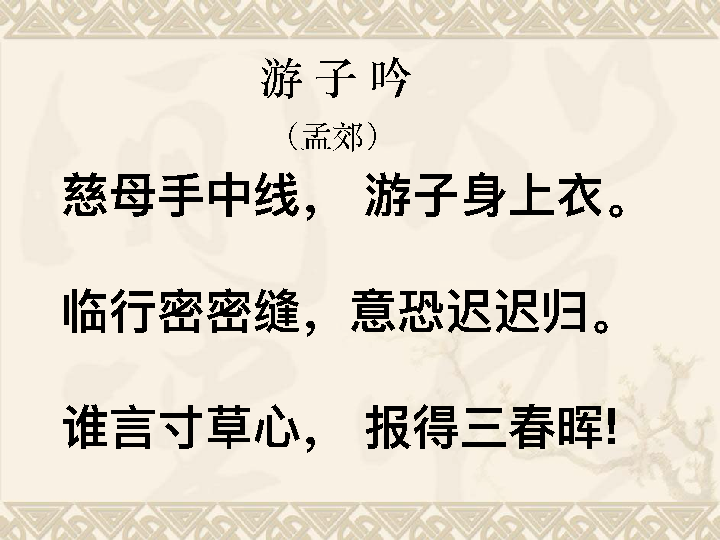 游子吟
（孟郊）
慈母手中线， 游子身上衣。
临行密密缝，意恐迟迟归。
谁言寸草心， 报得三春晖!